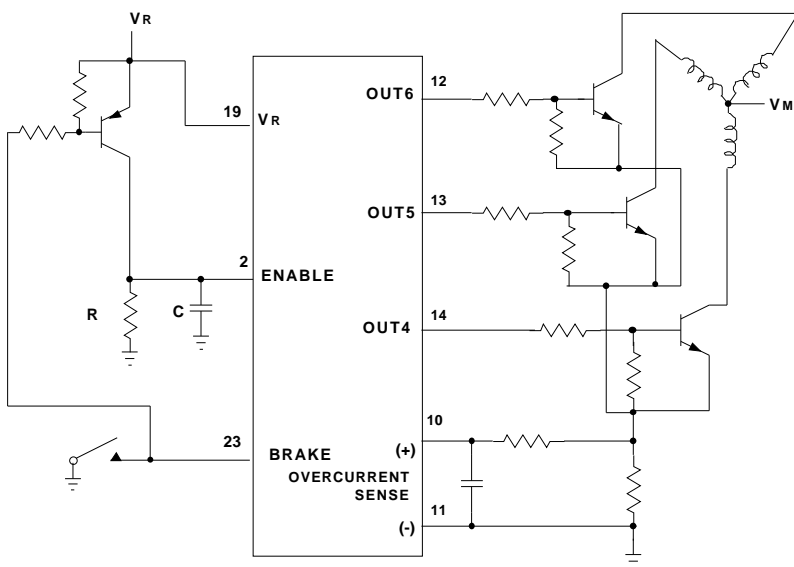 VR
12
OUT6
19
VR
VM
13
OUT5
2
ENABLE
R
C
14
OUT4
10
(+)
23
BRAKE
OVERCURRENT
SENSE
11
(-)